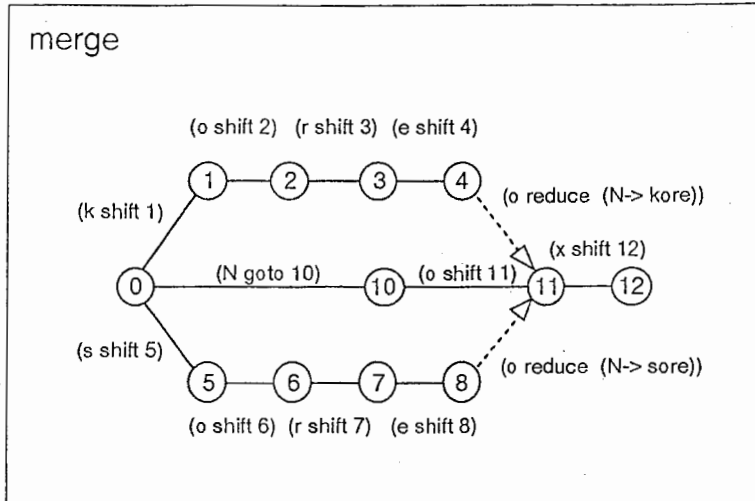 merge
(o shift 2) (r shift 3) (e shift 4)
1 2 3 4
(k shift 1) (o reduce (N-> kore))
(N goto 10) (o shift 11) (x shift 12)
0 10 11 12
(s shift 5) (o reduce (N-> sore))
5 6 7 8
(o shift 6) (r shift 7) (e shift 8)